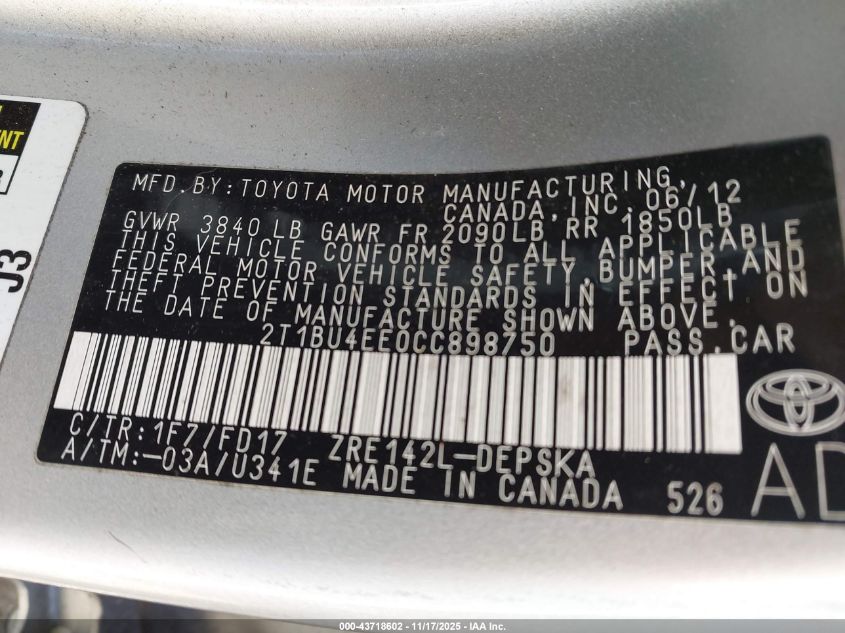 NT
R
J3
MFD. BY: TOYOTA MOTOR MANUFACTURING,
CANADA, INC. 06/12
GVWR 3840 LB GAWR FR 2090LB RR 1850LB
THIS VEHICLE CONFORMS TO ALL APPLICABLE
FEDERAL MOTOR VEHICLE SAFETY, BUMPER, AND
THEFT PREVENTION STANDARDS IN EFFECT ON
THE DATE OF MANUFACTURE SHOWN ABOVE.
2T1BU4EE0CC898750 PASS. CAR
C/TR: 1F7/FD17 ZRE142L-DEPSKA
A/TM:-03A/U341E MADE IN CANADA 526 AD
000-43718602 - 11/17/2025 - IAA Inc.